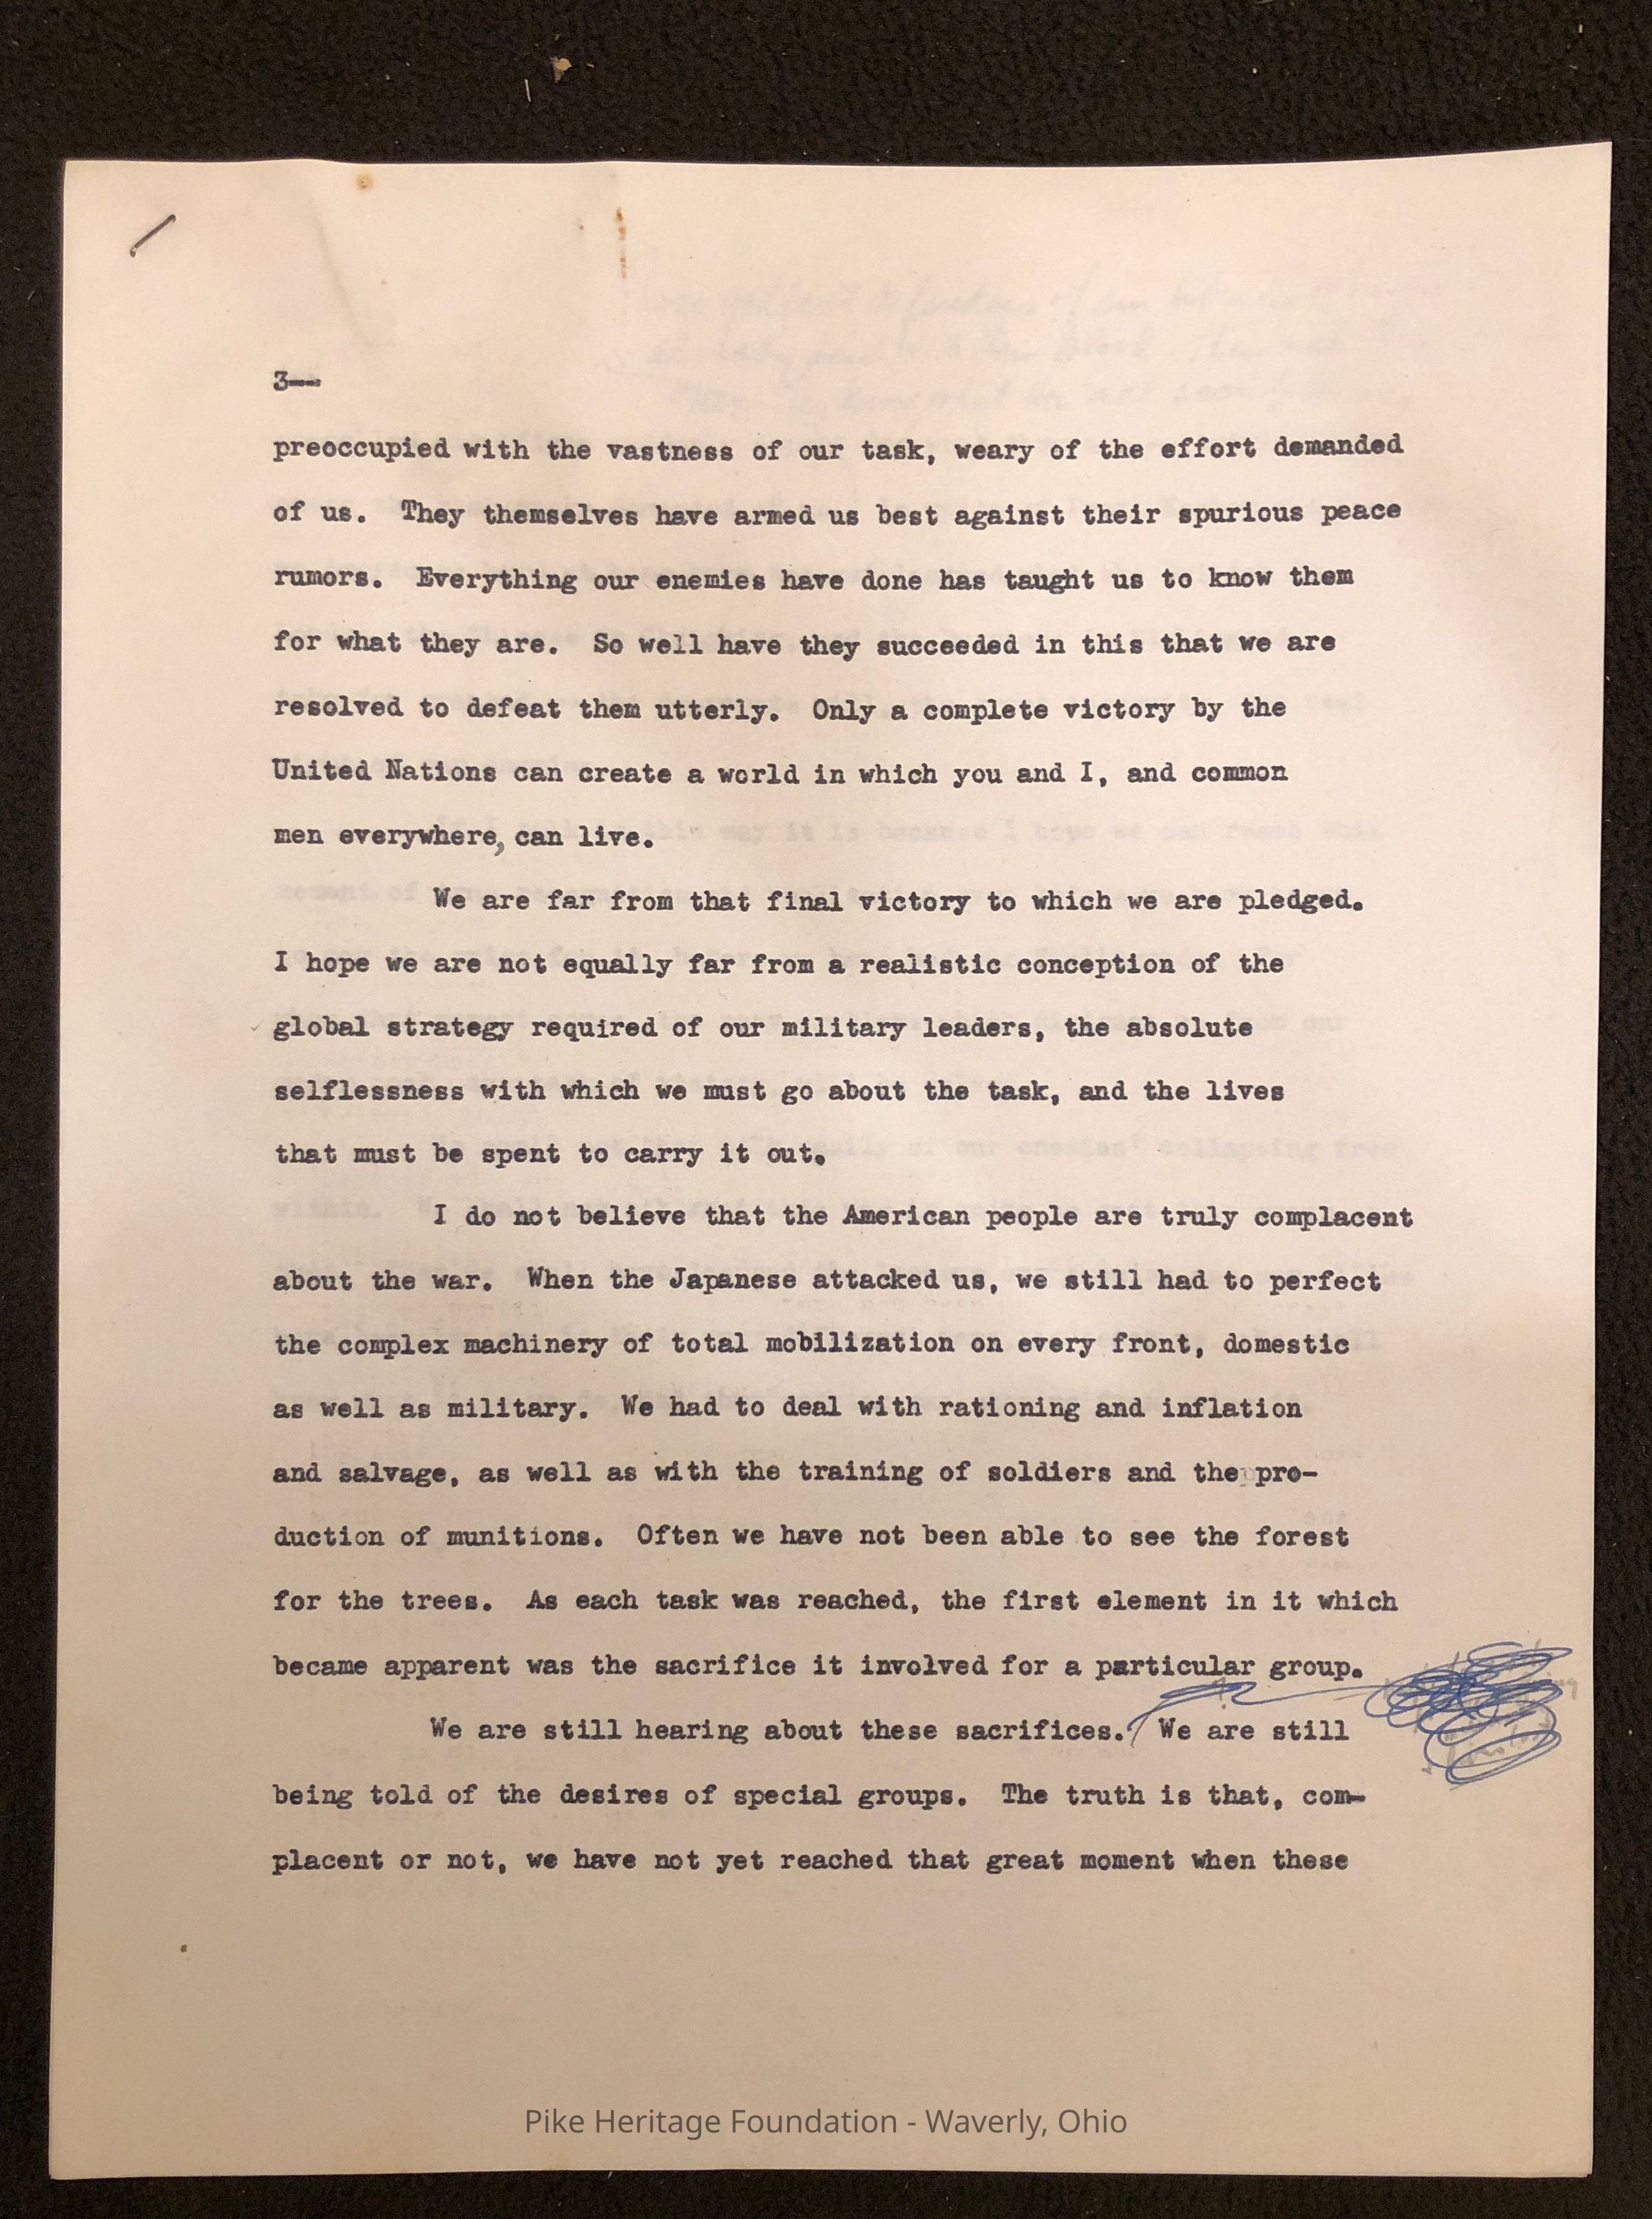 3--
preoccupied with the vastness of our task, weary of the effort demanded
of us. They themselves have armed us best against their spurious peace
rumors. Everything our enemies have done has taught us to know them
for what they are. So well have they succeeded in this that we are
resolved to defeat them utterly. Only a complete victory by the
United Nations can create a world in which you and I, and common
men everywhere, can live.
We are far from that final victory to which we are pledged.
I hope we are not equally far from a realistic conception of the
global strategy required of our military leaders, the absolute
selflessness with which we must go about the task, and the lives
that must be spent to carry it out.
I do not believe that the American people are truly complacent
about the war. When the Japanese attacked us, we still had to perfect
the complex machinery of total mobilization on every front, domestic
as well as military. We had to deal with rationing and inflation
and salvage, as well as with the training of soldiers and the pro-
duction of munitions. Often we have not been able to see the forest
for the trees. As each task was reached, the first element in it which
became apparent was the sacrifice it involved for a particular group.
We are still hearing about these sacrifices. We are still
being told of the desires of special groups. The truth is that, com-
placent or not, we have not yet reached that great moment when these
Pike Heritage Foundation - Waverly, Ohio